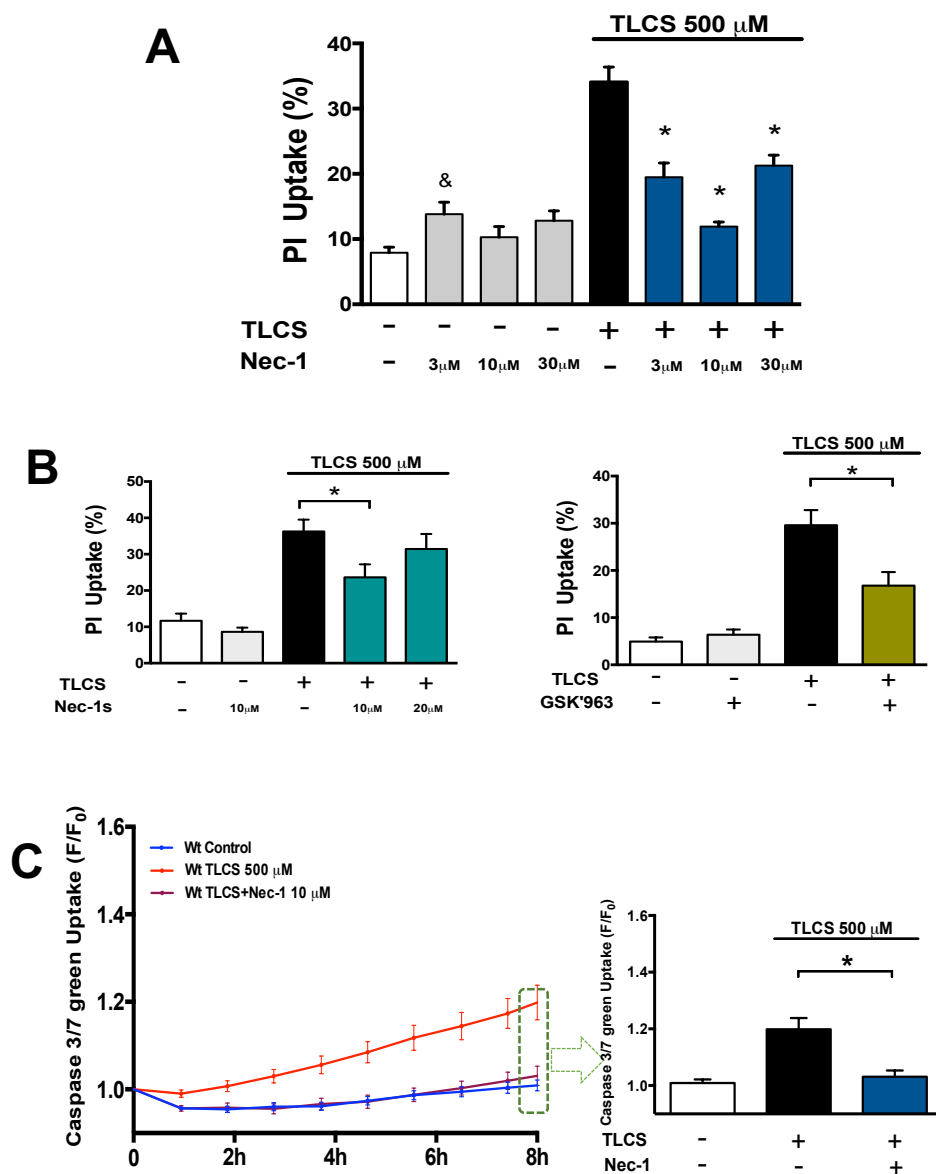 A
TLCS 500 μM
PI Uptake (%)
40
30
20
10
0
&
*
*
*
TLCS - - - - + + + +
Nec-1 - 3μM 10μM 30μM - 3μM 10μM 30μM
B
TLCS 500 μM
PI Uptake (%)
50
40
30
20
10
0
*
TLCS - - + + +
Nec-1s - 10μM - 10μM 20μM
TLCS 500 μM
PI Uptake (%)
40
30
20
10
0
*
TLCS - - + +
GSK'963 - + - +
C
Caspase 3/7 green Uptake (F/F0)
1.6
1.4
1.2
1.0
Wt Control
Wt TLCS 500 μM
Wt TLCS+Nec-1 10 μM
0 2h 4h 6h 8h
Caspase 3/7 green Uptake (F/F0)
1.6
1.4
1.2
1.0
TLCS 500 μM
*
TLCS - + +
Nec-1 - - +